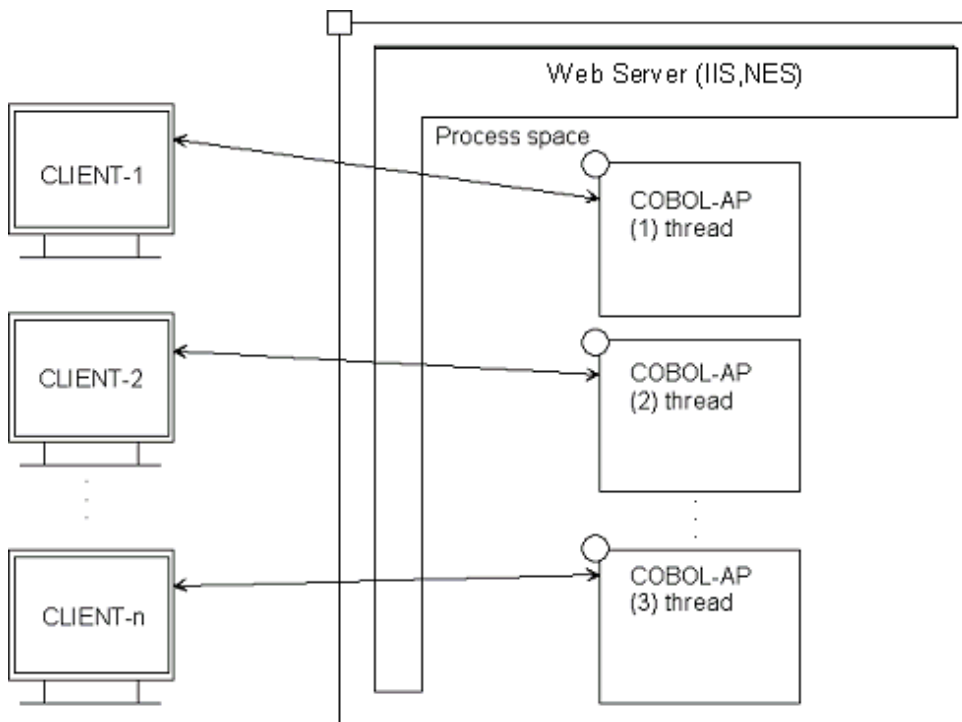 Web Server (IIS,NES)
Process space
CLIENT-1
COBOL-AP
(1) thread
CLIENT-2
COBOL-AP
(2) thread
CLIENT-n
COBOL-AP
(3) thread